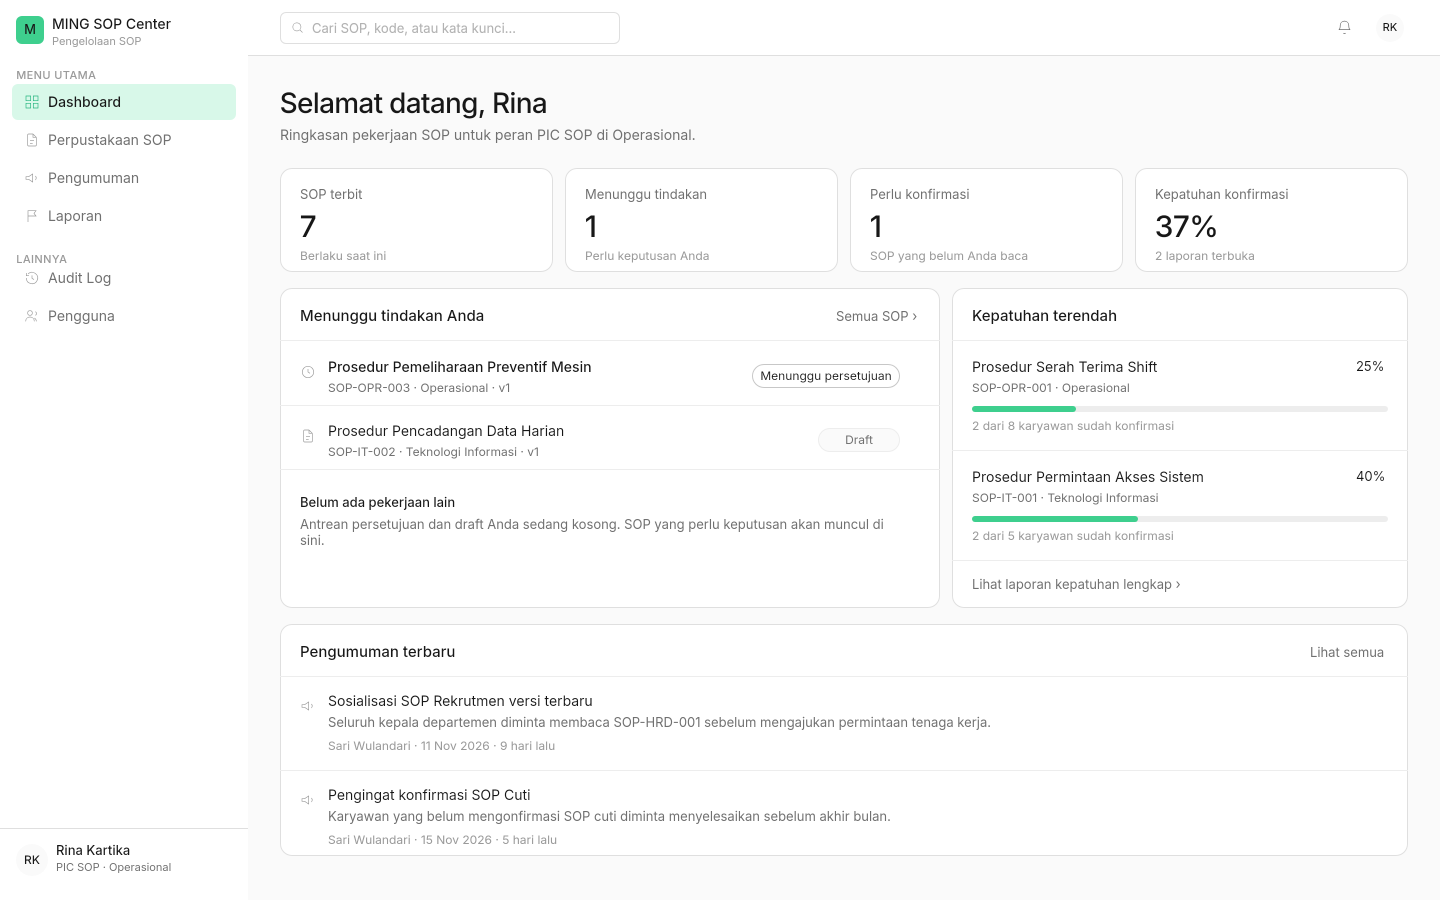 M
MING SOP Center
Pengelolaan SOP
MENU UTAMA
Dashboard
Perpustakaan SOP
Pengumuman
Laporan
LAINNYA
Audit Log
Pengguna
RK
Rina Kartika
PIC SOP · Operasional
Cari SOP, kode, atau kata kunci...
RK
Selamat datang, Rina
Ringkasan pekerjaan SOP untuk peran PIC SOP di Operasional.
SOP terbit
7
Berlaku saat ini
Menunggu tindakan
1
Perlu keputusan Anda
Perlu konfirmasi
1
SOP yang belum Anda baca
Kepatuhan konfirmasi
37%
2 laporan terbuka
Menunggu tindakan Anda
Semua SOP ›
Prosedur Pemeliharaan Preventif Mesin
SOP-OPR-003 · Operasional · v1
Menunggu persetujuan
Prosedur Pencadangan Data Harian
SOP-IT-002 · Teknologi Informasi · v1
Draft
Belum ada pekerjaan lain
Antrean persetujuan dan draft Anda sedang kosong. SOP yang perlu keputusan akan muncul di
sini.
Kepatuhan terendah
Prosedur Serah Terima Shift
25%
SOP-OPR-001 · Operasional
2 dari 8 karyawan sudah konfirmasi
Prosedur Permintaan Akses Sistem
40%
SOP-IT-001 · Teknologi Informasi
2 dari 5 karyawan sudah konfirmasi
Lihat laporan kepatuhan lengkap ›
Pengumuman terbaru
Lihat semua
Sosialisasi SOP Rekrutmen versi terbaru
Seluruh kepala departemen diminta membaca SOP-HRD-001 sebelum mengajukan permintaan tenaga kerja.
Sari Wulandari · 11 Nov 2026 · 9 hari lalu
Pengingat konfirmasi SOP Cuti
Karyawan yang belum mengonfirmasi SOP cuti diminta menyelesaikan sebelum akhir bulan.
Sari Wulandari · 15 Nov 2026 · 5 hari lalu